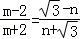 (m-2)/(m+2) = (√3-n)/(n+√3)